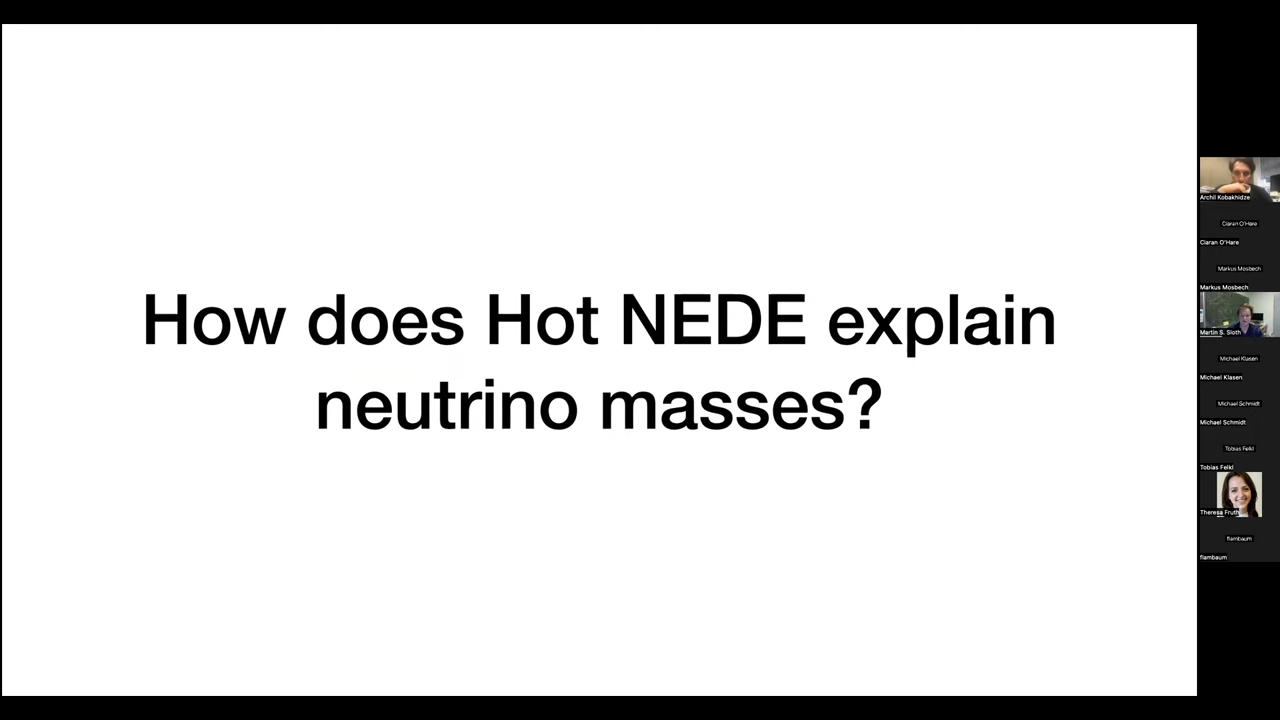 How does Hot NEDE explain
neutrino masses?
Archil Kobakhidze
Ciaran O'Hare
Ciaran O'Hare
Markus Mosbech
Markus Mosbech
Martin S. Sloth
Michael Klasen
Michael Klasen
Michael Schmidt
Michael Schmidt
Tobias Felkl
Tobias Felkl
Theresa Fruth
flambaum
flambaum